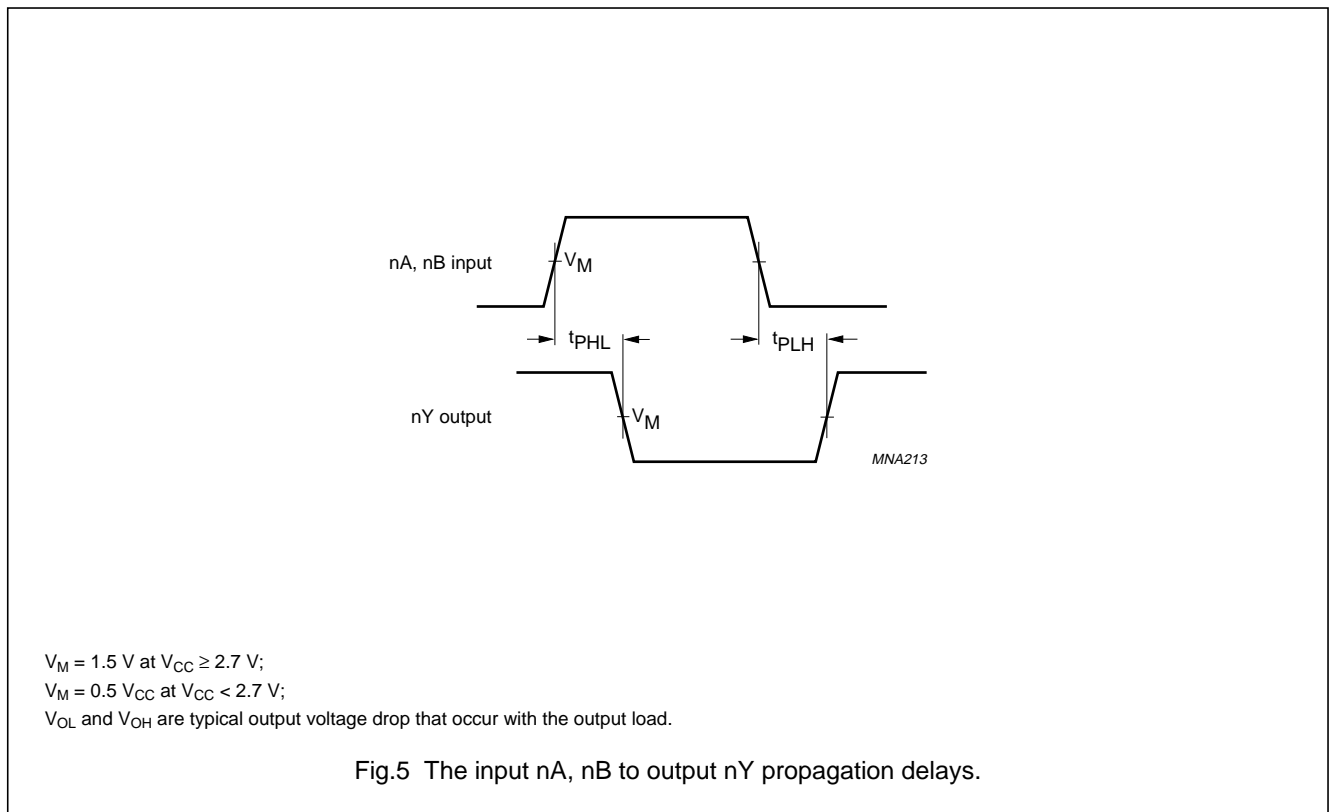 nA, nB input
VM
tPHL
tPLH
nY output
VM
MNA213
VM = 1.5 V at VCC ≥ 2.7 V;
VM = 0.5 VCC at VCC < 2.7 V;
VOL and VOH are typical output voltage drop that occur with the output load.
Fig.5 The input nA, nB to output nY propagation delays.